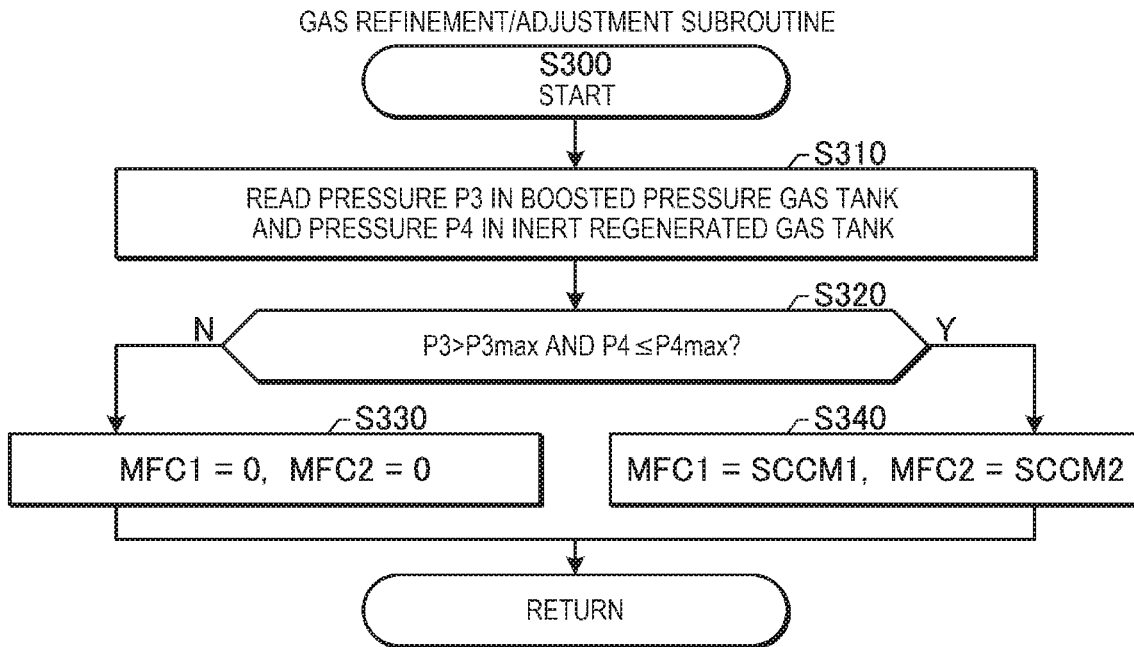 GAS REFINEMENT/ADJUSTMENT SUBROUTINE
S300
START
S310
READ PRESSURE P3 IN BOOSTED PRESSURE GAS TANK
AND PRESSURE P4 IN INERT REGENERATED GAS TANK
S320
N
P3>P3max AND P4 ≤P4max?
Y
S330
MFC1 = 0, MFC2 = 0
S340
MFC1 = SCCM1, MFC2 = SCCM2
RETURN